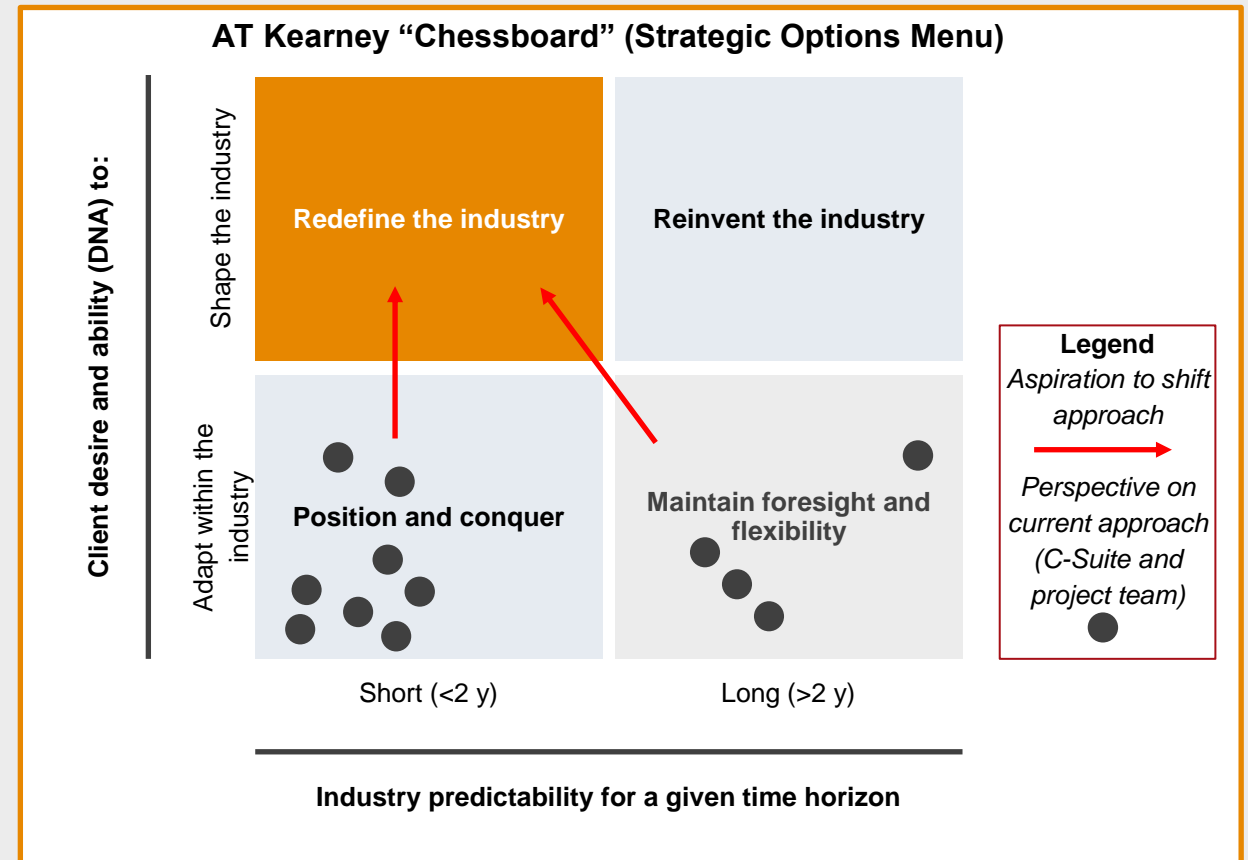 AT Kearney “Chessboard” (Strategic Options Menu)
Client desire and ability (DNA) to:
Shape the industry
Redefine the industry
Reinvent the industry
Adapt within the
industry
Position and conquer
Maintain foresight and
flexibility
Short (<2 y)
Long (>2 y)
Industry predictability for a given time horizon
Legend
Aspiration to shift
approach
Perspective on
current approach
(C-Suite and
project team)